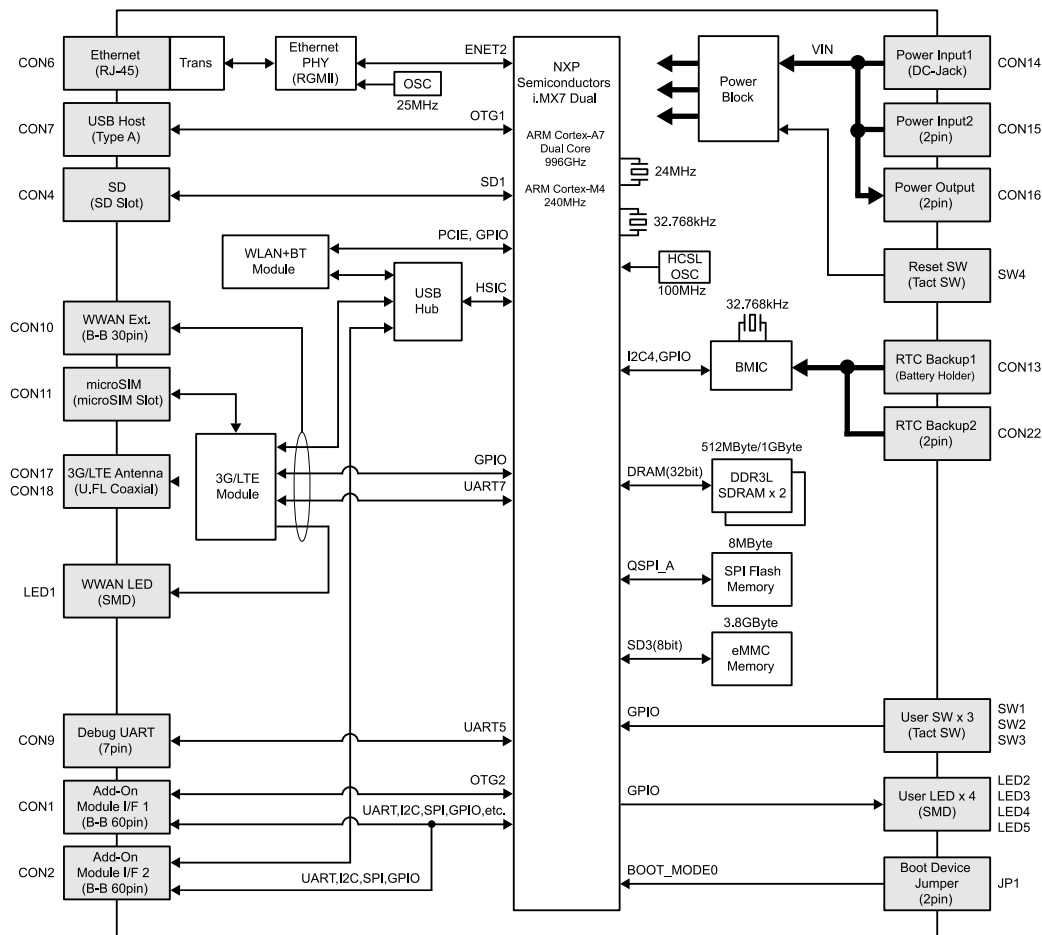 CON6
Ethernet
(RJ-45)
Trans
Ethernet
PHY
(RGMII)
OSC
25MHz
ENET2
CON7
USB Host
(Type A)
OTG1
CON4
SD
(SD Slot)
SD1
WLAN+BT
Module
PCIE, GPIO
USB
Hub
HSIC
CON10
WWAN Ext.
(B-B 30pin)
CON11
microSIM
(microSIM Slot)
CON17
CON18
3G/LTE Antenna
(U.FL Coaxial)
3G/LTE
Module
GPIO
UART7
LED1
WWAN LED
(SMD)
CON9
Debug UART
(7pin)
UART5
CON1
Add-On
Module I/F 1
(B-B 60pin)
OTG2
UART,I2C,SPI,GPIO,etc.
CON2
Add-On
Module I/F 2
(B-B 60pin)
UART,I2C,SPI,GPIO
NXP
Semiconductors
i.MX7 Dual
ARM Cortex-A7
Dual Core
996GHz
ARM Cortex-M4
240MHz
24MHz
32.768kHz
HCSL
OSC
100MHz
Power
Block
VIN
Power Input1
(DC-Jack)
CON14
Power Input2
(2pin)
CON15
Power Output
(2pin)
CON16
Reset SW
(Tact SW)
SW4
32.768kHz
I2C4,GPIO
BMIC
RTC Backup1
(Battery Holder)
CON13
RTC Backup2
(2pin)
CON22
512MByte/1GByte
DRAM(32bit)
DDR3L
SDRAM x 2
8MByte
QSPI_A
SPI Flash
Memory
3.8GByte
SD3(8bit)
eMMC
Memory
GPIO
User SW x 3
(Tact SW)
SW1
SW2
SW3
GPIO
User LED x 4
(SMD)
LED2
LED3
LED4
LED5
BOOT_MODE0
Boot Device
Jumper
(2pin)
JP1